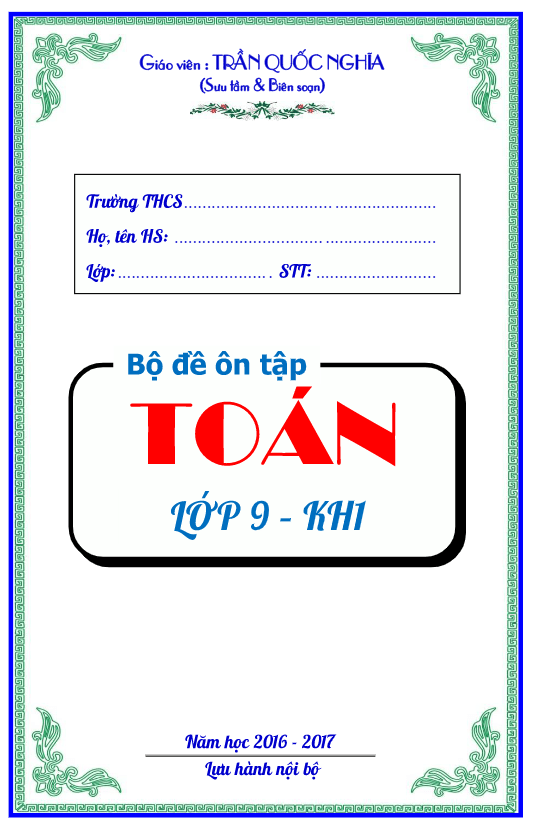 Giáo viên : TRẦN QUỐC NGHĨA
(Sưu tầm & Biên soạn)
Trường THCS.................................................
Họ, tên HS: .......................................................
Lớp: ................................. STT: ..........................
Bộ đề ôn tập
TOÁN
LỚP 9 – KH1
Năm học 2016 - 2017
Lưu hành nội bộ